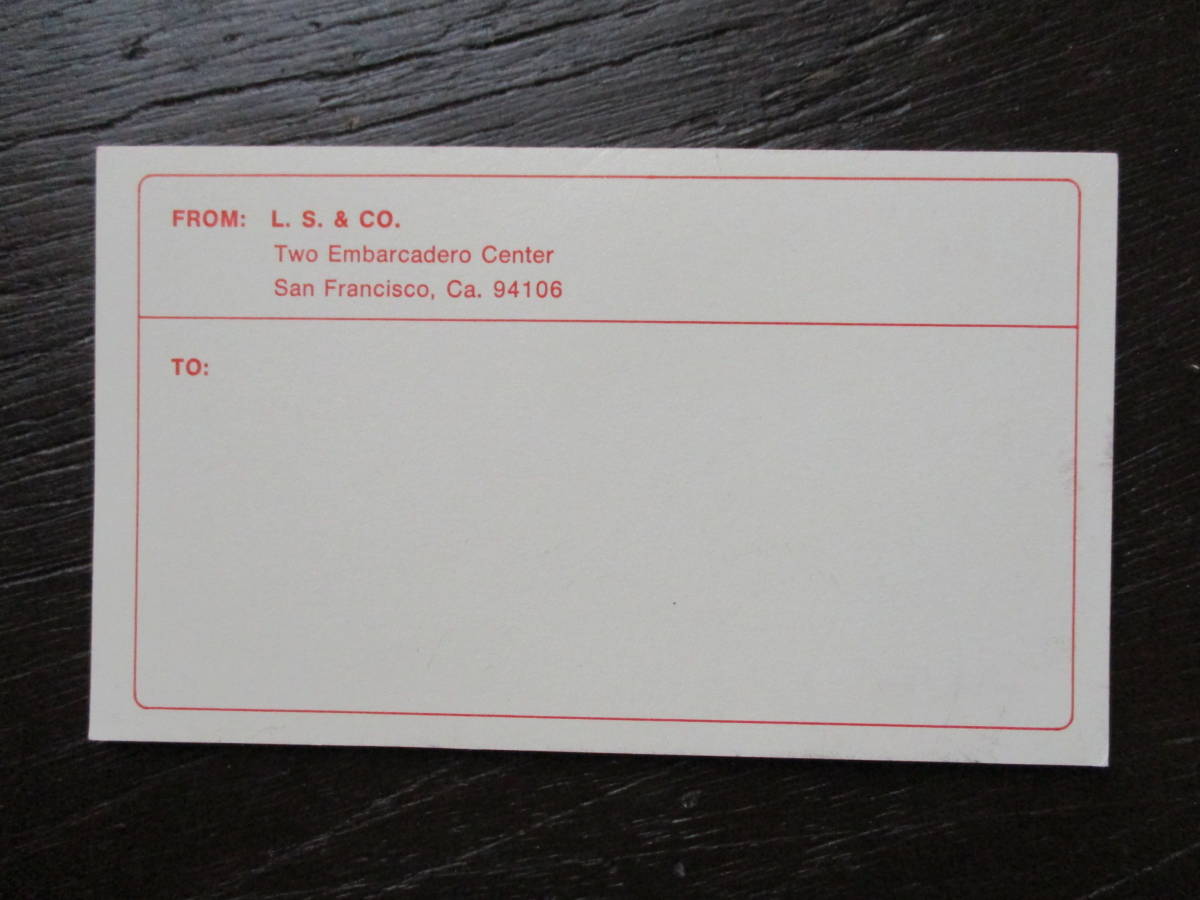 FROM: L. S. & CO.
Two Embarcadero Center
San Francisco, Ca. 94106
TO: